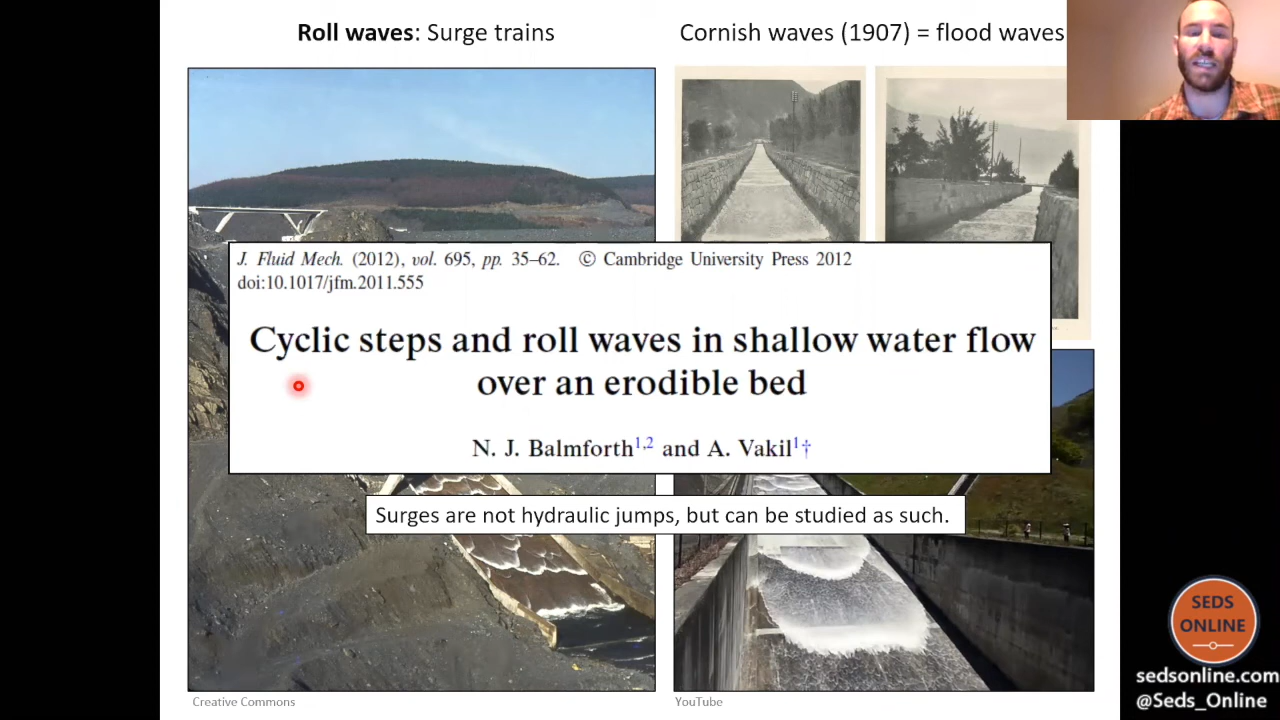 Roll waves: Surge trains
Cornish waves (1907) = flood waves
J. Fluid Mech. (2012), vol. 695, pp. 35–62. © Cambridge University Press 2012
doi:10.1017/jfm.2011.555
Cyclic steps and roll waves in shallow water flow
over an erodible bed
N. J. Balmforth1,2 and A. Vakil1†
Surges are not hydraulic jumps, but can be studied as such.
Creative Commons
YouTube
SEDS
ONLINE
sedsonline.com
@Seds_Online